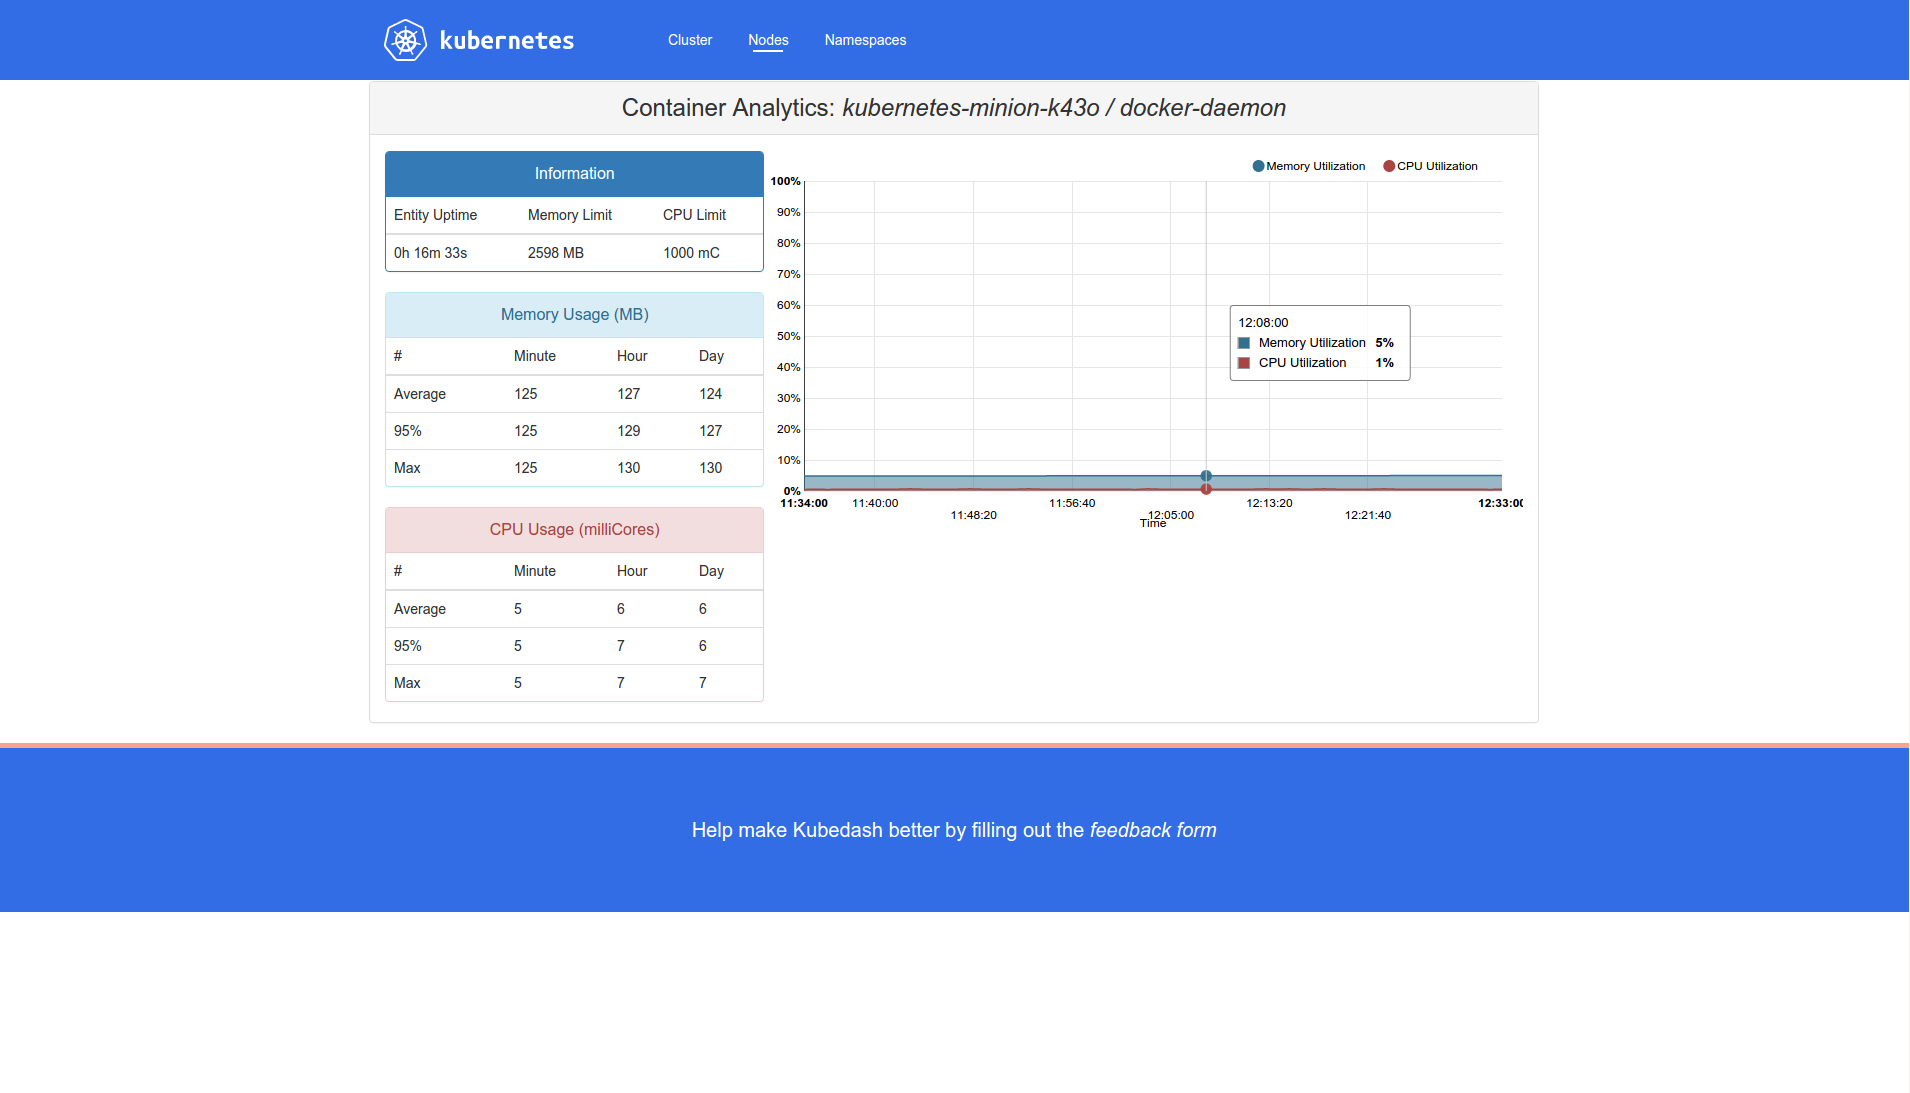 kubernetes
Cluster Nodes Namespaces
Container Analytics: kubernetes-minion-k43o / docker-daemon
Information
Entity Uptime Memory Limit CPU Limit
0h 16m 33s 2598 MB 1000 mC
Memory Usage (MB)
# Minute Hour Day
Average 125 127 124
95% 125 129 127
Max 125 130 130
CPU Usage (milliCores)
# Minute Hour Day
Average 5 6 6
95% 5 7 6
Max 5 7 7
Memory Utilization CPU Utilization
100%
90%
80%
70%
60%
50%
40%
30%
20%
10%
0%
12:08:00
Memory Utilization 5%
CPU Utilization 1%
11:34:00 11:40:00 11:56:40 12:13:20 12:33:00
11:48:20 12:05:00 12:21:40
Time
Help make Kubedash better by filling out the feedback form